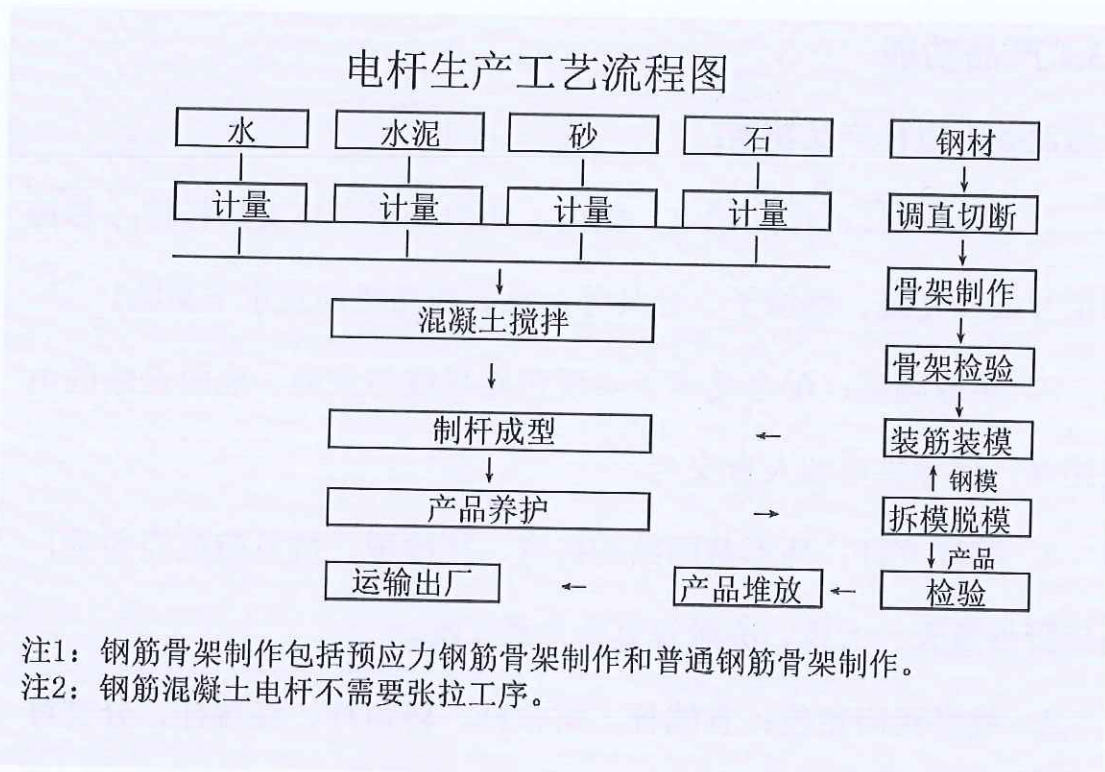 电杆生产工艺流程图
水 水泥 砂 石 钢材
计量 计量 计量 计量 调直切断
骨架制作
混凝土搅拌
骨架检验
制杆成型 装筋装模
钢模
产品养护 拆模脱模
产品
运输出厂 产品堆放 检验
注1：钢筋骨架制作包括预应力钢筋骨架制作和普通钢筋骨架制作。
注2：钢筋混凝土电杆不需要张拉工序。